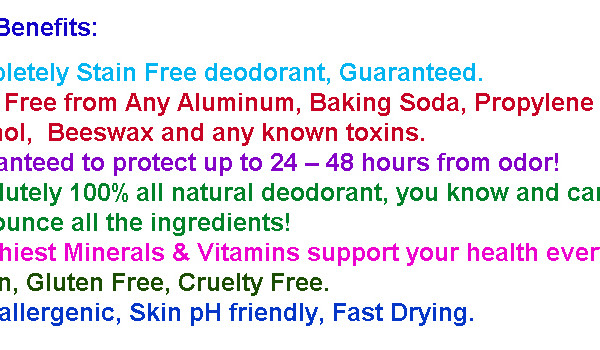 Benefits:
pletely Stain Free deodorant, Guaranteed.
Free from Any Aluminum, Baking Soda, Propylene
nol, Beeswax and any known toxins.
anteed to protect up to 24 – 48 hours from odor!
lutely 100% all natural deodorant, you know and can
ounce all the ingredients!
hiest Minerals & Vitamins support your health ever
n, Gluten Free, Cruelty Free.
allergenic, Skin pH friendly, Fast Drying.